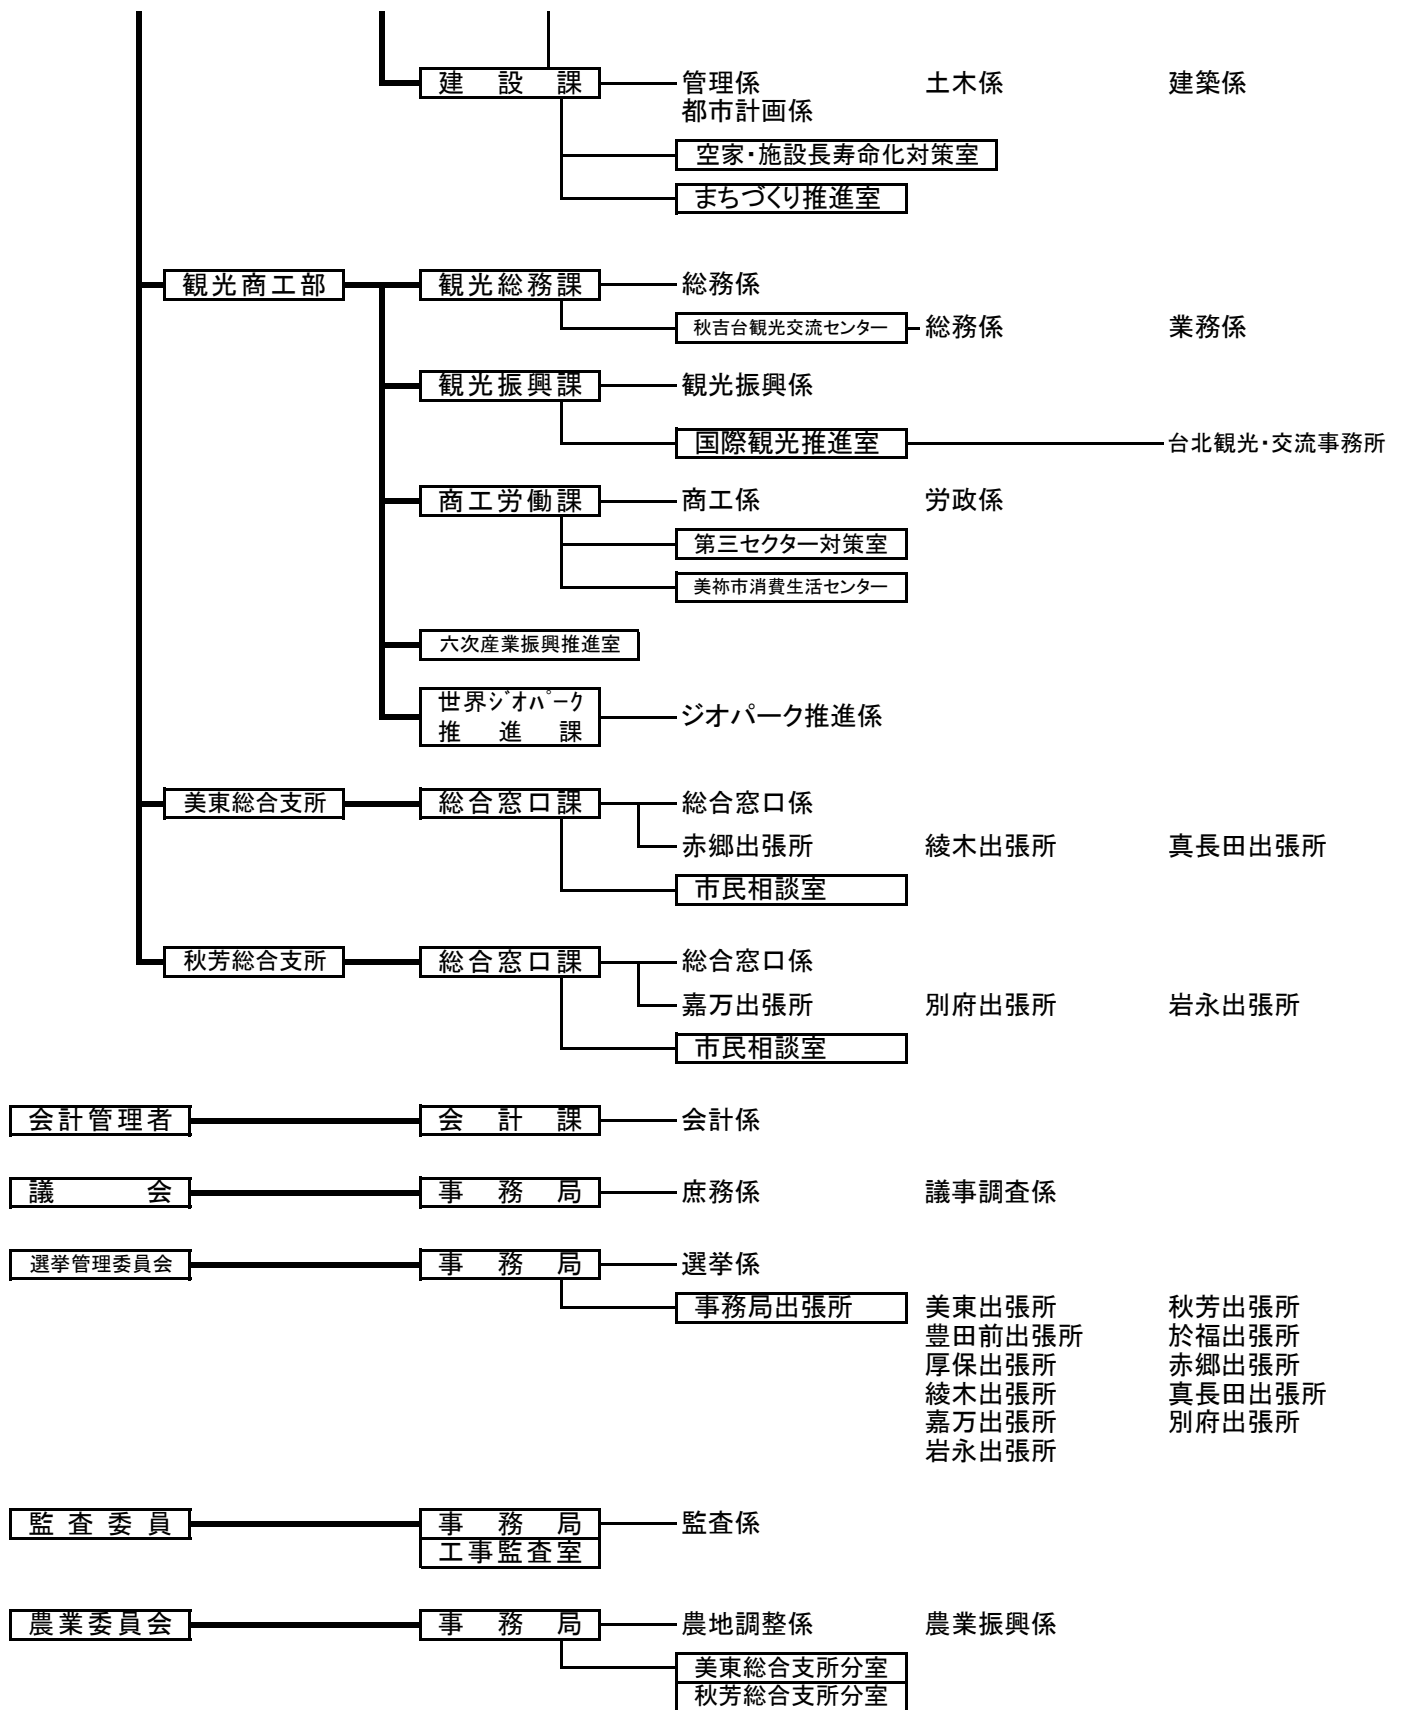 建設課 管理係 土木係 建築係
都市計画係
空家・施設長寿命化対策室
まちづくり推進室
観光商工部 観光総務課 総務係
秋吉台観光交流センター 総務係 業務係
観光振興課 観光振興係
国際観光推進室 台北観光・交流事務所
商工労働課 商工係 労政係
第三セクター対策室
美祢市消費生活センター
六次産業振興推進室
世界ｼﾞｵﾊﾟｰｸ
推進課 ジオパーク推進係
美東総合支所 総合窓口課 総合窓口係
赤郷出張所 綾木出張所 真長田出張所
市民相談室
秋芳総合支所 総合窓口課 総合窓口係
嘉万出張所 別府出張所 岩永出張所
市民相談室
会計管理者 会計課 会計係
議会 事務局 庶務係 議事調査係
選挙管理委員会 事務局 選挙係
事務局出張所 美東出張所 秋芳出張所
豊田前出張所 於福出張所
厚保出張所 赤郷出張所
綾木出張所 真長田出張所
嘉万出張所 別府出張所
岩永出張所
監査委員 事務局 監査係
工事監査室
農業委員会 事務局 農地調整係 農業振興係
美東総合支所分室
秋芳総合支所分室